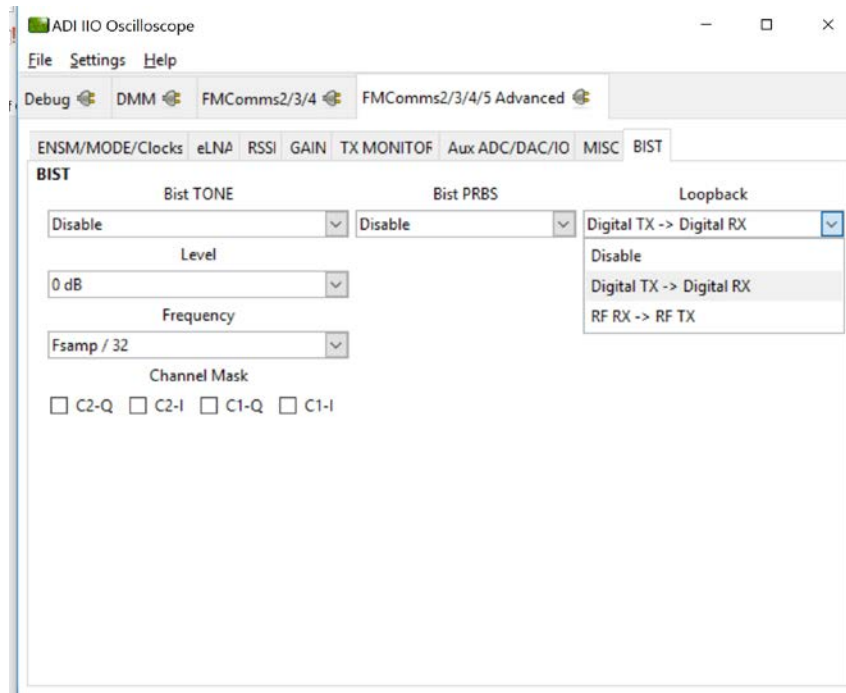 ADI IIO Oscilloscope
File Settings Help
Debug DMM FMComms2/3/4 FMComms2/3/4/5 Advanced
ENSM/MODE/Clocks eLNA RSSI GAIN TX MONITOR Aux ADC/DAC/IO MISC BIST
BIST
Bist TONE Bist PRBS Loopback
Disable Disable Digital TX -> Digital RX
Level Disable
0 dB Digital TX -> Digital RX
Frequency RF RX -> RF TX
Fsamp / 32
Channel Mask
C2-Q C2-I C1-Q C1-I